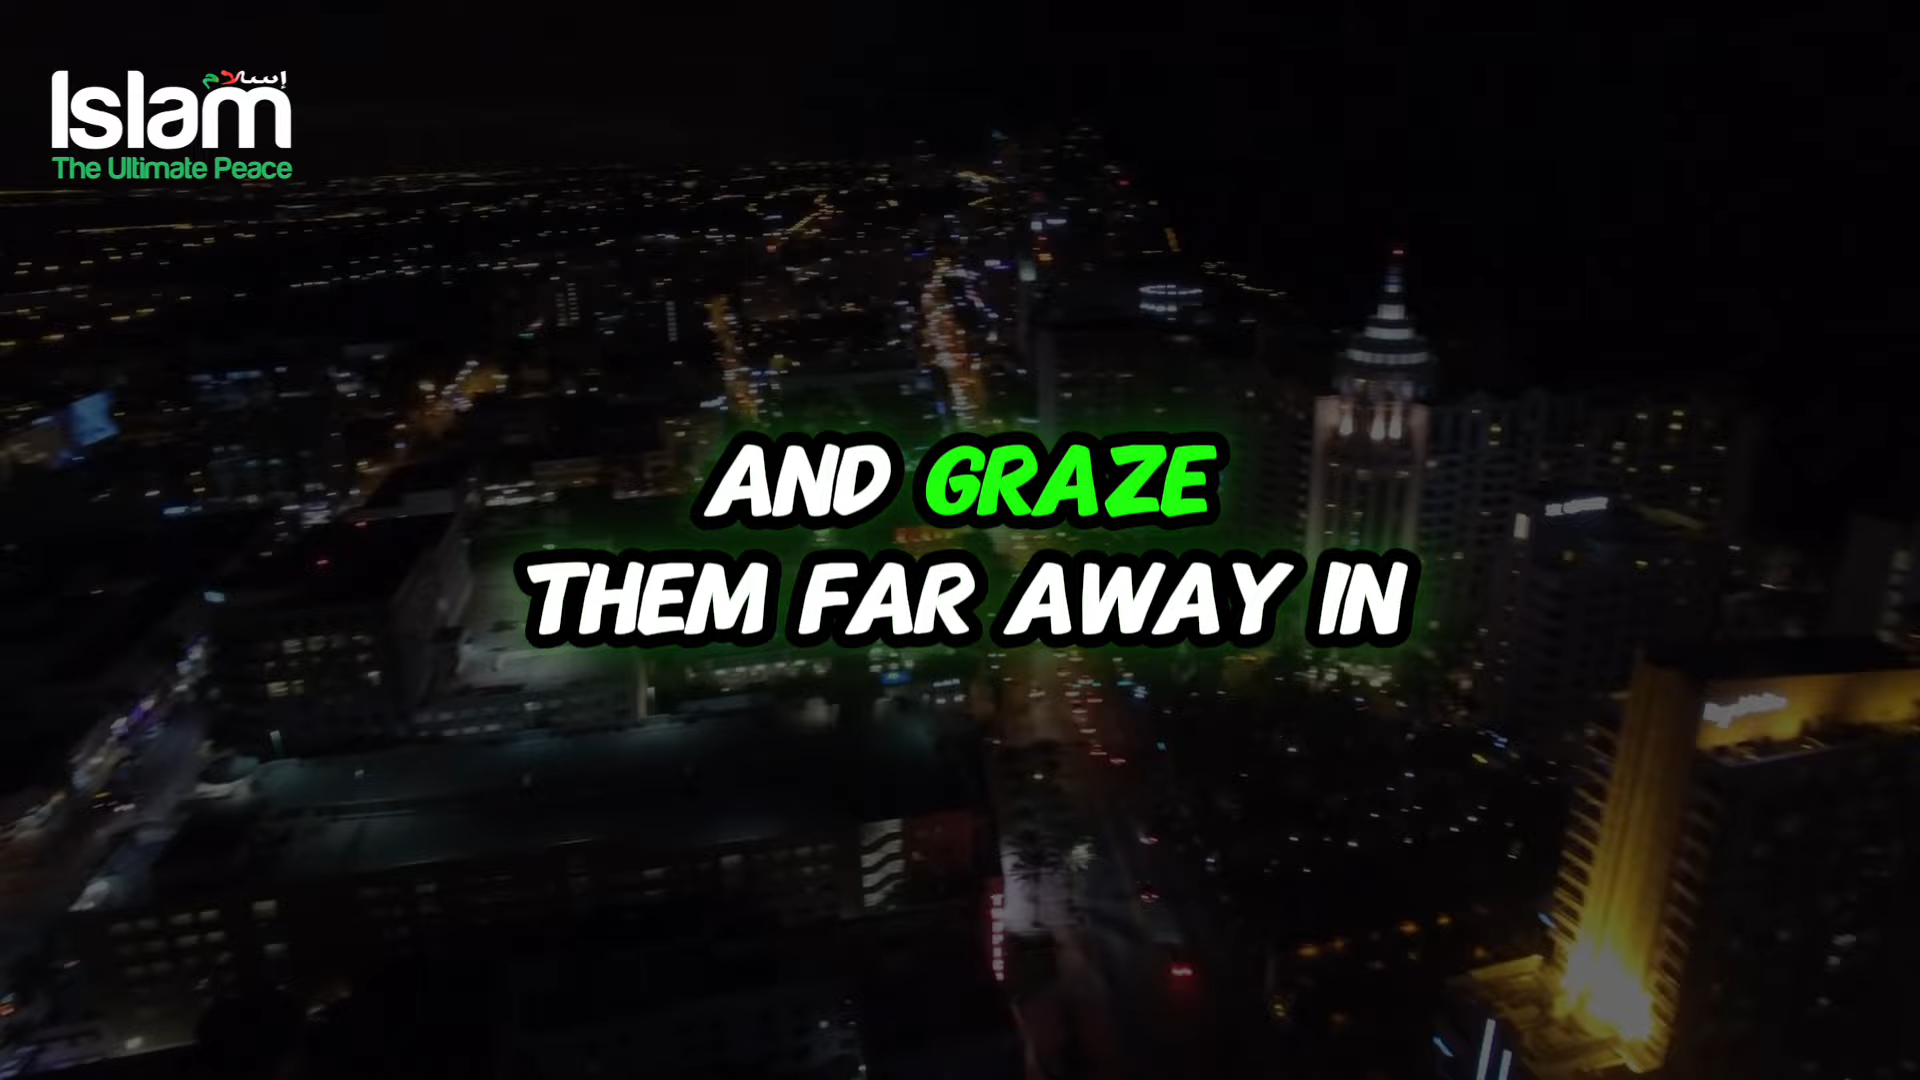 إسلام
Islam
The Ultimate Peace
AND GRAZE
THEM FAR AWAY IN